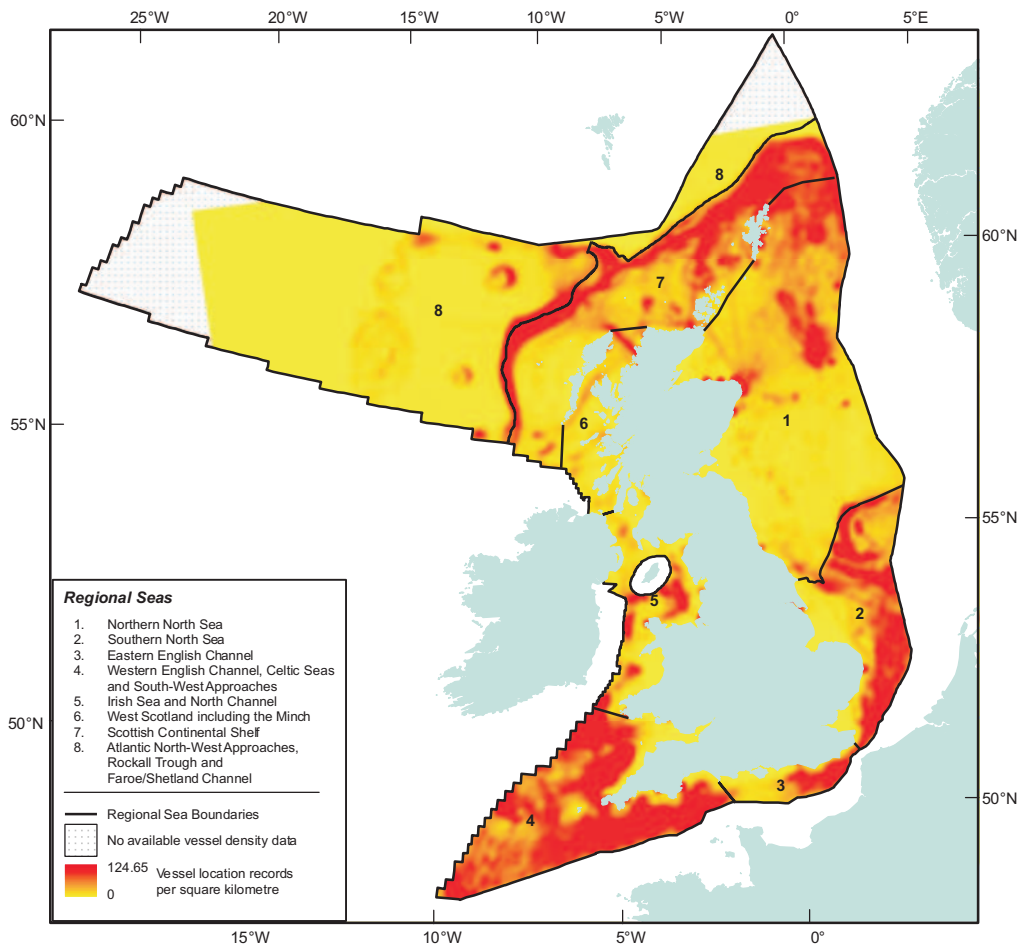 25°W 20°W 15°W 10°W 5°W 0° 5°E
60°N
8
60°N
7
8
55°N
1
6
55°N
5
2
Regional Seas
1. Northern North Sea
2. Southern North Sea
3. Eastern English Channel
4. Western English Channel, Celtic Seas
and South-West Approaches
5. Irish Sea and North Channel
6. West Scotland including the Minch
7. Scottish Continental Shelf
8. Atlantic North-West Approaches,
Rockall Trough and
Faroe/Shetland Channel
Regional Sea Boundaries
No available vessel density data
124.65
0
Vessel location records
per square kilometre
50°N
3
50°N
4
15°W 10°W 5°W 0°